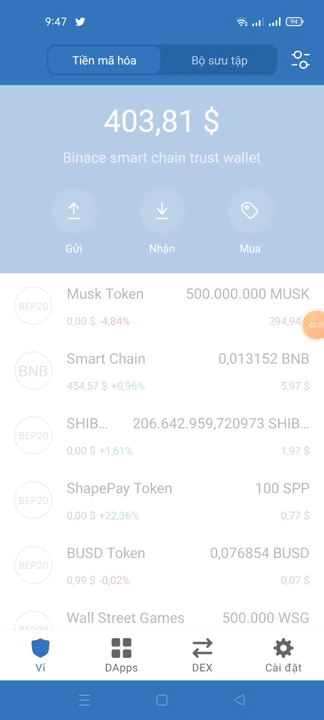 9:47
94
Tiền mã hóa
Bộ sưu tập
403,81 $
Binace smart chain trust wallet
Gửi
Nhận
Mua
BEP20
Musk Token
500.000.000 MUSK
0,00 $ -4,84%
394,94 $
BNB
Smart Chain
0,013152 BNB
454,57 $ +0,96%
5,97 $
BEP20
SHIB...
206.642.959,720973 SHIB...
0,00 $ +1,61%
1,97 $
BEP20
ShapePay Token
100 SPP
0,00 $ +22,36%
0,77 $
BEP20
BUSD Token
0,076854 BUSD
0,99 $ -0,02%
0,07 $
BEP20
Wall Street Games
500.000 WSG
Ví
DApps
DEX
Cài đặt